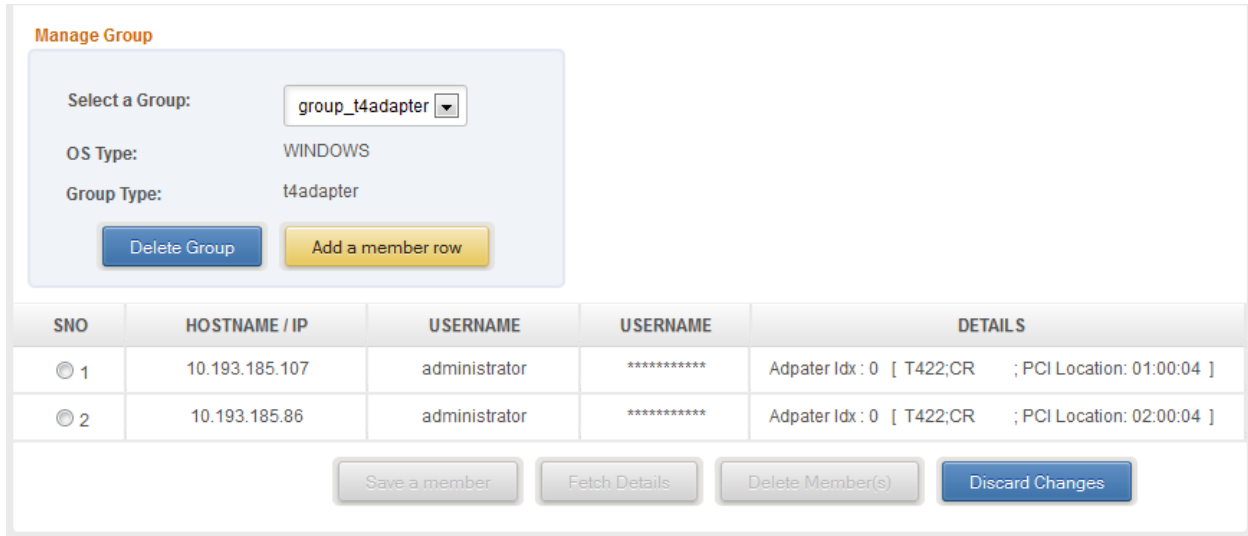 Manage Group
Select a Group: group_t4adapter
OS Type: WINDOWS
Group Type: t4adapter
Delete Group Add a member row
SNO HOSTNAME / IP USERNAME USERNAME DETAILS
1 10.193.185.107 administrator *********** Adpater Idx : 0 [ T422;CR ; PCI Location: 01:00:04 ]
2 10.193.185.86 administrator *********** Adpater Idx : 0 [ T422;CR ; PCI Location: 02:00:04 ]
Save a member Fetch Details Delete Member(s) Discard Changes